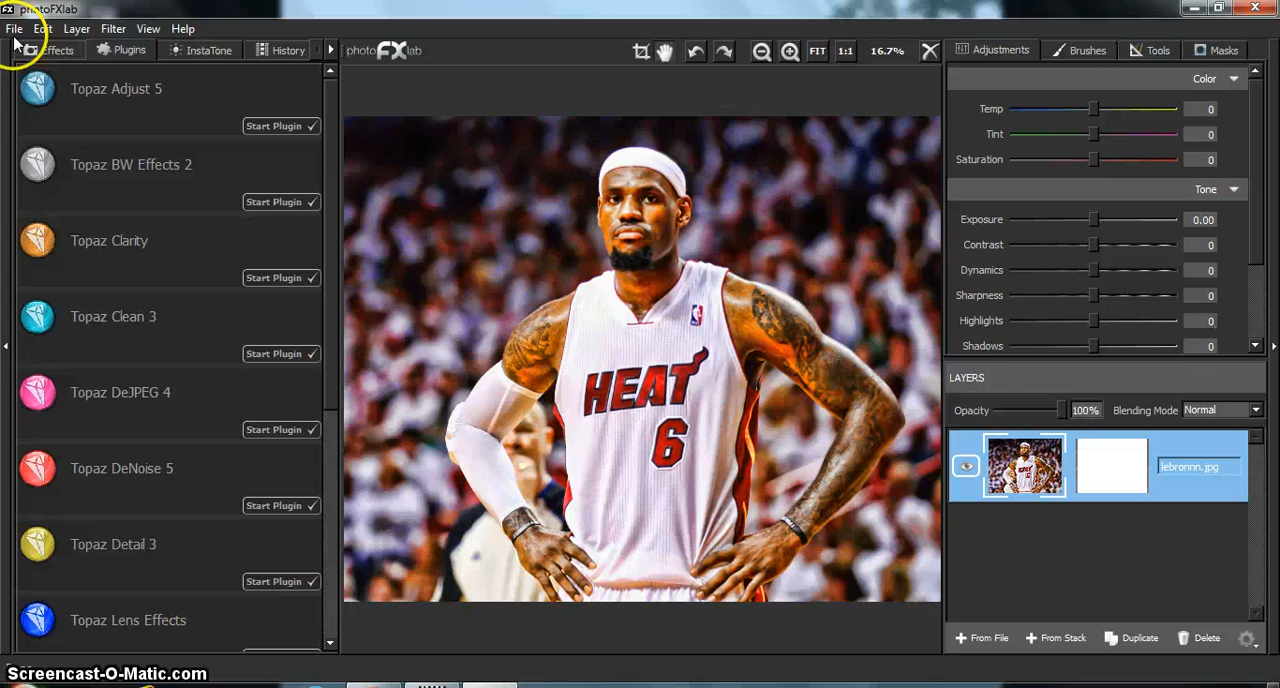 photoFXlab
File Edit Layer Filter View Help
Effects Plugins InstaTone History
photo FX lab
FIT 1:1 16.7%
Adjustments Brushes Tools Masks
Topaz Adjust 5
Start Plugin
Topaz BW Effects 2
Start Plugin
Topaz Clarity
Start Plugin
Topaz Clean 3
Start Plugin
Topaz DeJPEG 4
Start Plugin
Topaz DeNoise 5
Start Plugin
Topaz Detail 3
Start Plugin
Topaz Lens Effects
HEAT
6
Color
Temp 0
Tint 0
Saturation 0
Tone
Exposure 0.00
Contrast 0
Dynamics 0
Sharpness 0
Highlights 0
Shadows 0
LAYERS
Opacity 100% Blending Mode Normal
lebronnn.jpg
From File From Stack Duplicate Delete
Screencast-O-Matic.com